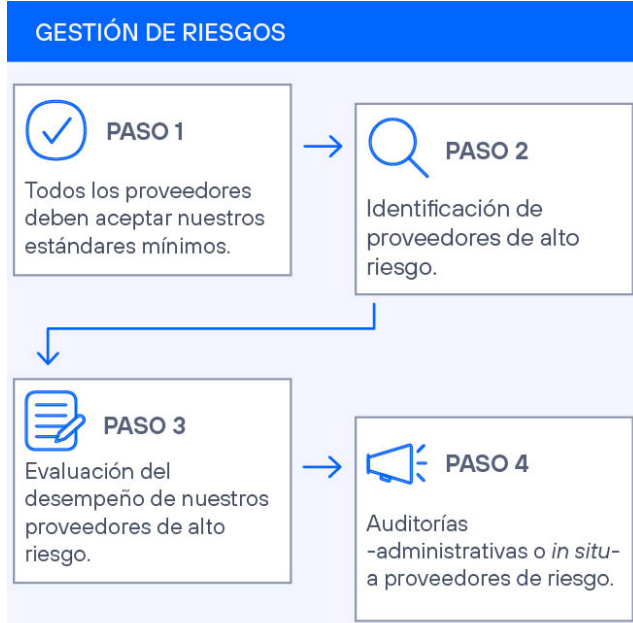 GESTIÓN DE RIESGOS
PASO 1
Todos los proveedores
deben aceptar nuestros
estándares mínimos.
PASO 2
Identificación de
proveedores de alto
riesgo.
PASO 3
Evaluación del
desempeño de nuestros
proveedores de alto
riesgo.
PASO 4
Auditorías
-administrativas o in situ-
a proveedores de riesgo.